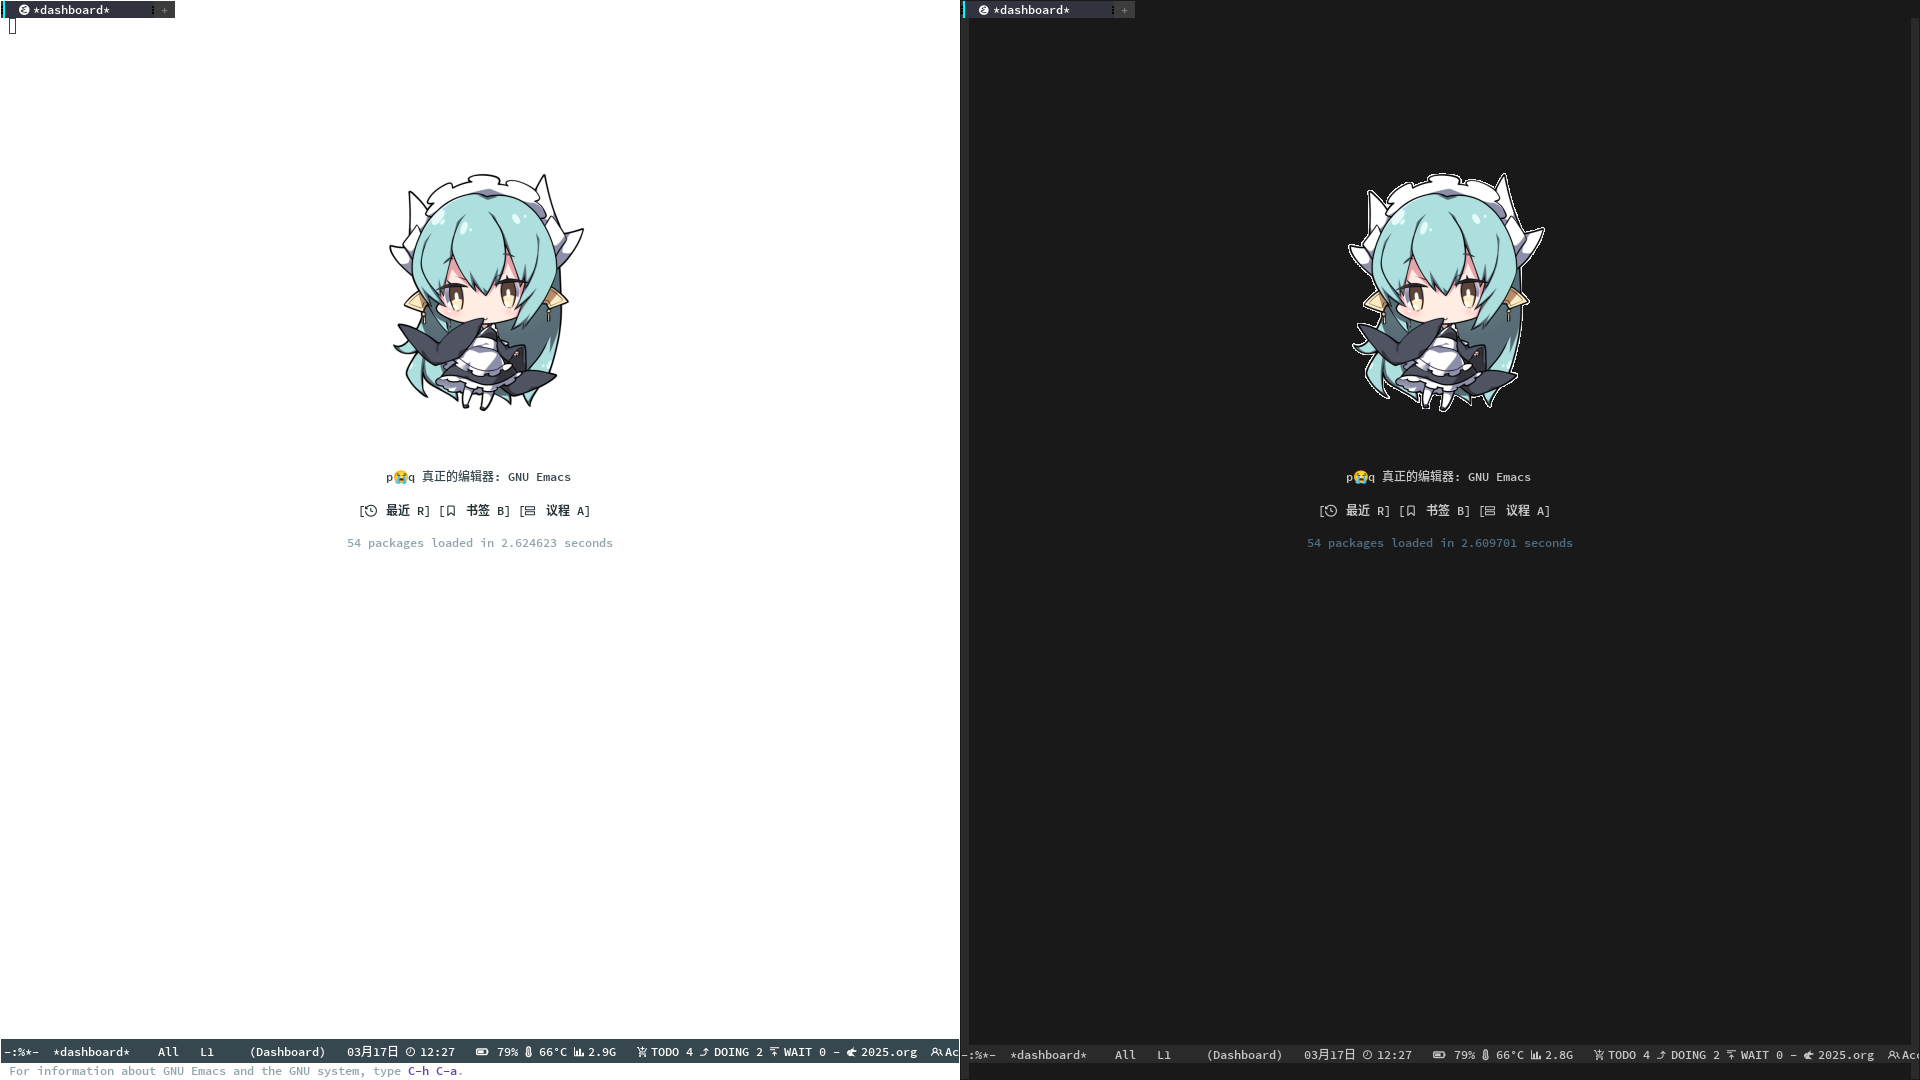 *dashboard* +
p😭q 真正的编辑器: GNU Emacs
[最近 R] [书签 B] [议程 A]
54 packages loaded in 2.624623 seconds
-:%*- *dashboard* All L1 (Dashboard) 03月17日 12:27 79% 66°C 2.9G TODO 4 DOING 2 WAIT 0 - 2025.org Ac
For information about GNU Emacs and the GNU system, type C-h C-a.
*dashboard* +
p😭q 真正的编辑器: GNU Emacs
[最近 R] [书签 B] [议程 A]
54 packages loaded in 2.609701 seconds
-:%*- *dashboard* All L1 (Dashboard) 03月17日 12:27 79% 66°C 2.8G TODO 4 DOING 2 WAIT 0 - 2025.org Acc